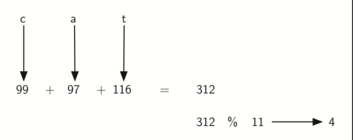 c a t
99 + 97 + 116 = 312
312 % 11 4